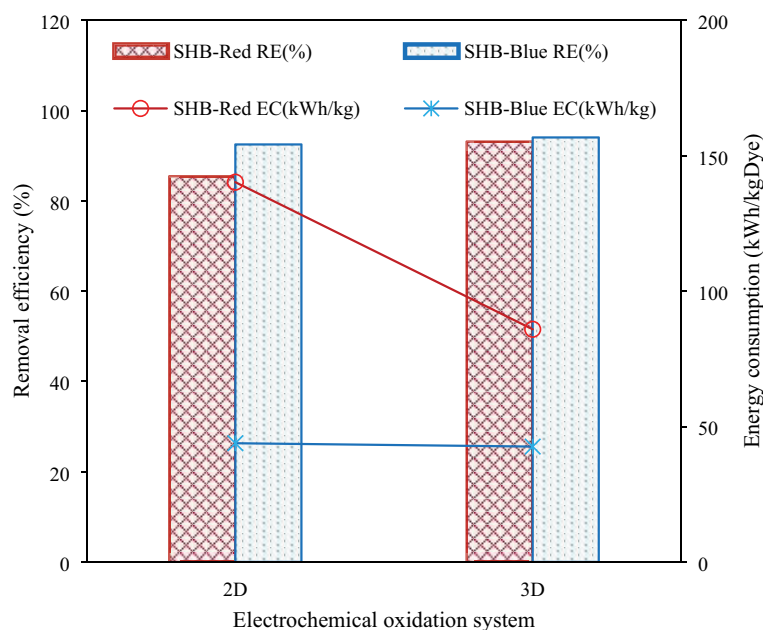 120
100
80
60
40
20
0
Removal efficiency (%)
SHB-Red RE(%)
SHB-Blue RE(%)
SHB-Red EC(kWh/kg)
SHB-Blue EC(kWh/kg)
200
150
100
50
0
Energy consumption (kWh/kgDye)
2D
3D
Electrochemical oxidation system